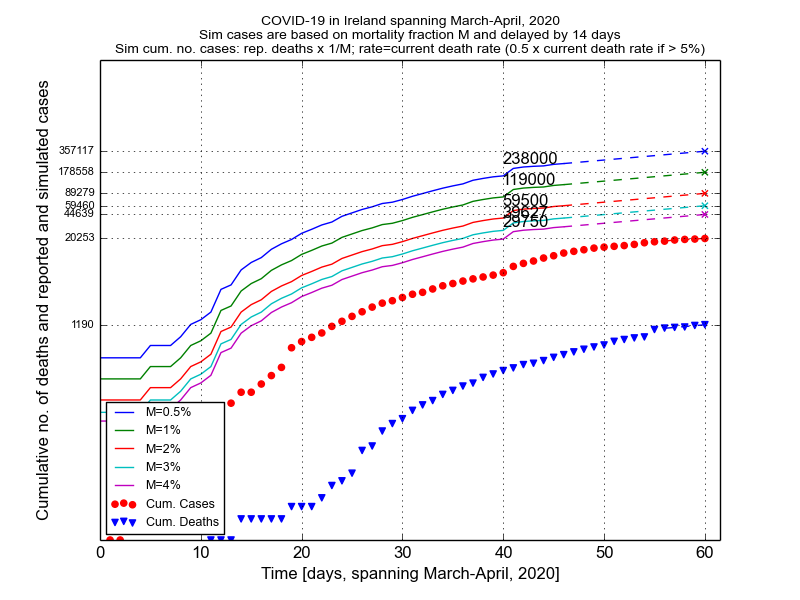 COVID-19 in Ireland spanning March-April, 2020
Sim cases are based on mortality fraction M and delayed by 14 days
Sim cum. no. cases: rep. deaths x 1/M; rate=current death rate (0.5 x current death rate if > 5%)
Cumulative no. of deaths and reported and simulated cases
357117
178558
89279
59460
44639
20253
1190
238000
119000
59500
39627
29750
M=0.5%
M=1%
M=2%
M=3%
M=4%
Cum. Cases
Cum. Deaths
0 10 20 30 40 50 60
Time [days, spanning March-April, 2020]